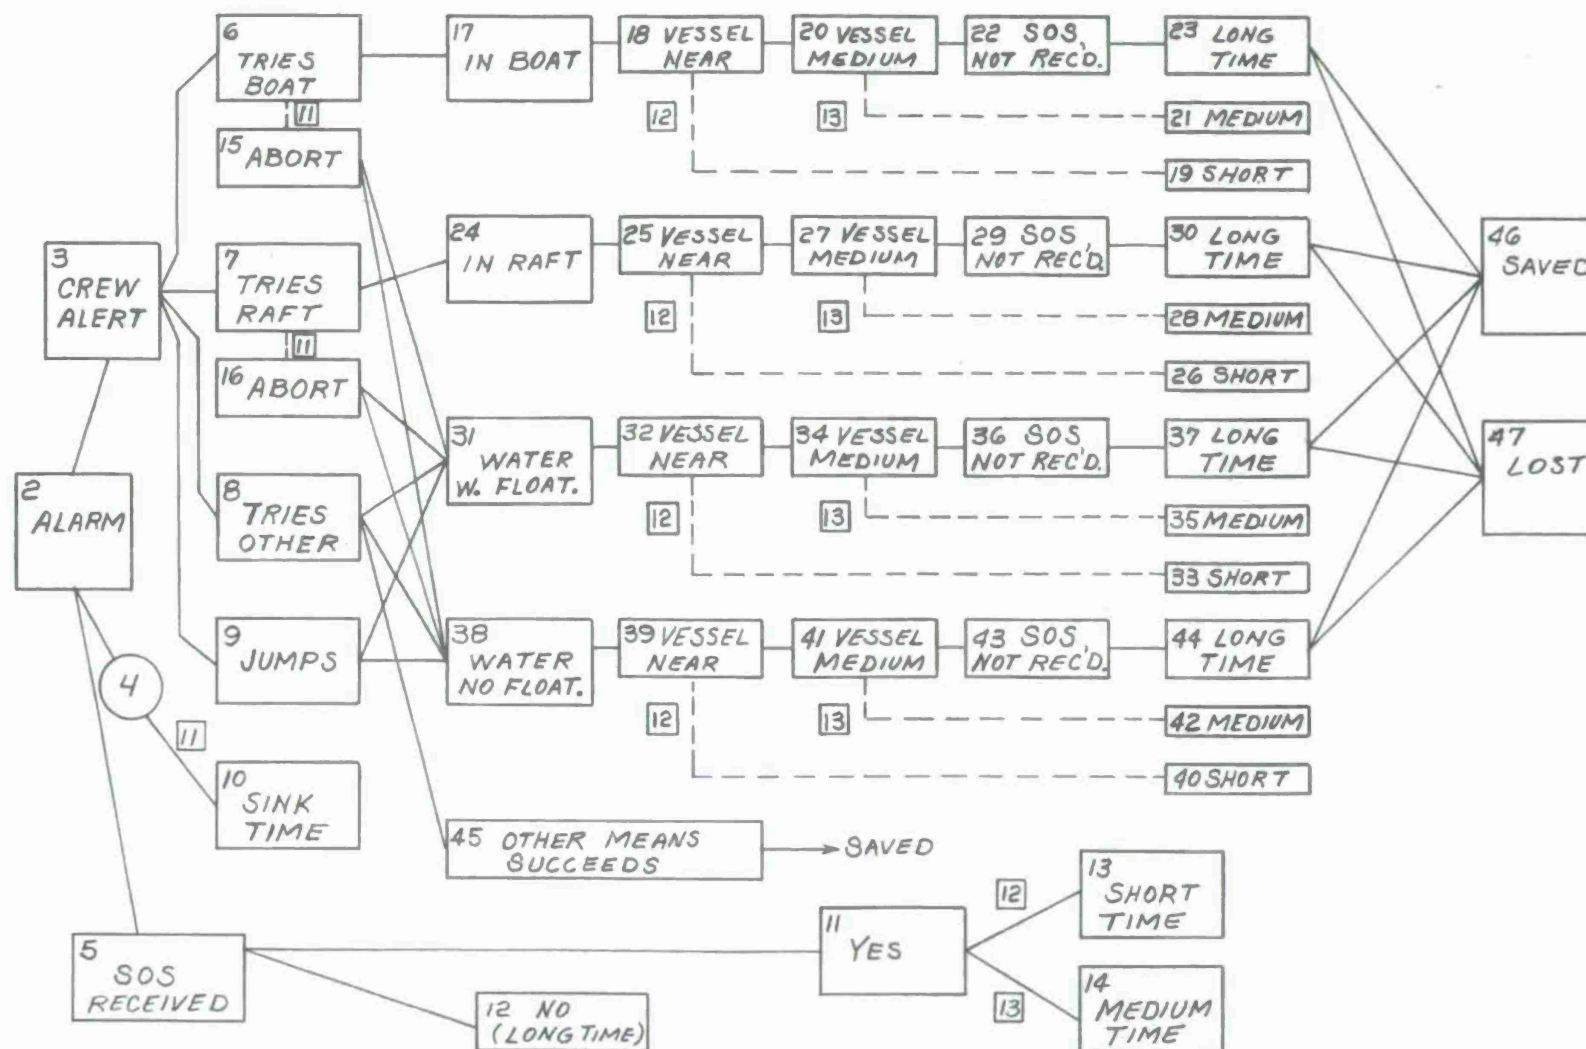 6 TRIES BOAT
17 IN BOAT
18 VESSEL NEAR
20 VESSEL MEDIUM
22 SOS, NOT REC'D.
23 LONG TIME
11
12
13
21 MEDIUM
15 ABORT
19 SHORT
3 CREW ALERT
7 TRIES RAFT
24 IN RAFT
25 VESSEL NEAR
27 VESSEL MEDIUM
29 SOS, NOT REC'D.
30 LONG TIME
46 SAVED
11
12
13
28 MEDIUM
16 ABORT
26 SHORT
31 WATER W. FLOAT.
32 VESSEL NEAR
34 VESSEL MEDIUM
36 SOS, NOT REC'D.
37 LONG TIME
47 LOST
2 ALARM
8 TRIES OTHER
12
13
35 MEDIUM
33 SHORT
9 JUMPS
38 WATER NO FLOAT.
39 VESSEL NEAR
41 VESSEL MEDIUM
43 SOS, NOT REC'D.
44 LONG TIME
4
11
12
13
42 MEDIUM
10 SINK TIME
40 SHORT
45 OTHER MEANS SUCCEEDS
SAVED
5 SOS RECEIVED
11 YES
12
13 SHORT TIME
12 NO (LONG TIME)
13
14 MEDIUM TIME